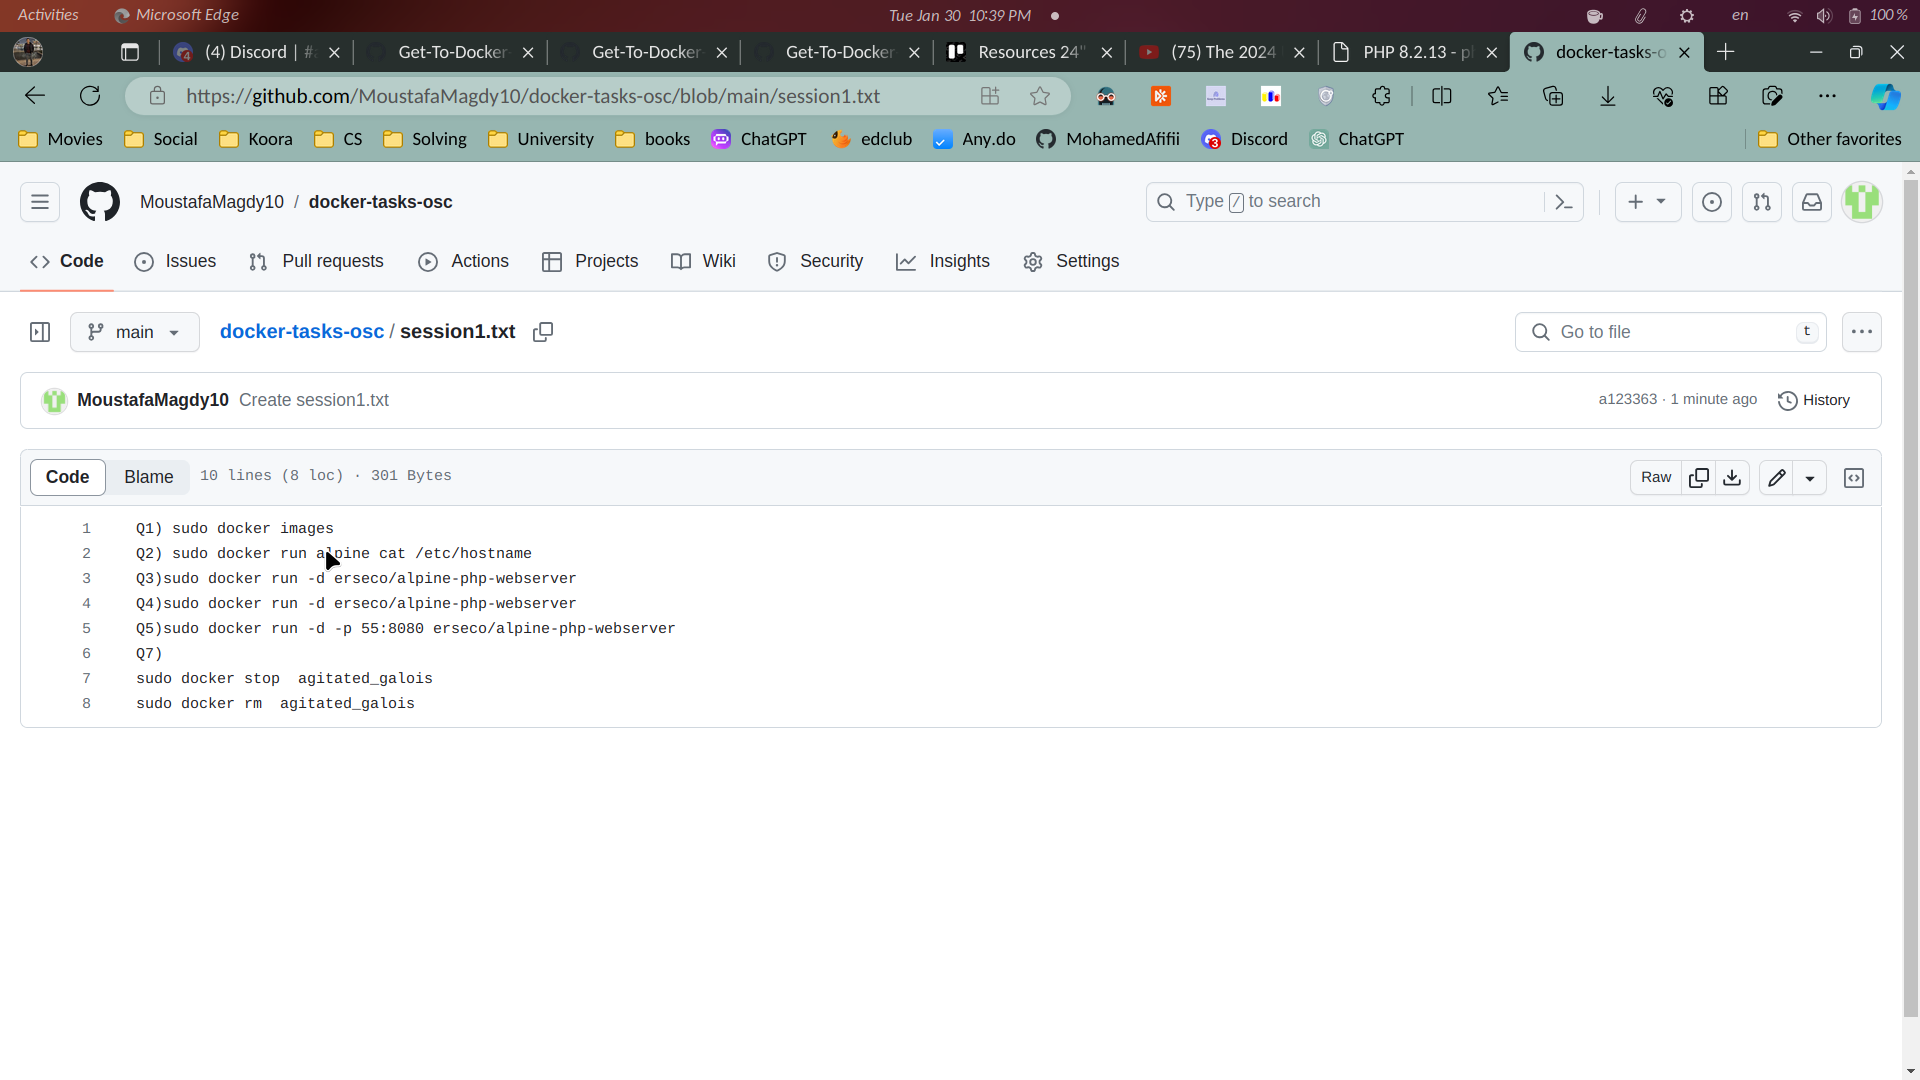 Activities Microsoft Edge Tue Jan 30 10:39 PM en 100 %
(4) Discord | #a Get-To-Docker- Get-To-Docker- Get-To-Docker- Resources 24" (75) The 2024 PHP 8.2.13 - p docker-tasks-o
https://github.com/MoustafaMagdy10/docker-tasks-osc/blob/main/session1.txt
Movies Social Koora CS Solving University books ChatGPT edclub Any.do MohamedAfifii Discord ChatGPT Other favorites
MoustafaMagdy10 / docker-tasks-osc Type / to search
Code Issues Pull requests Actions Projects Wiki Security Insights Settings
main docker-tasks-osc / session1.txt Go to file t
MoustafaMagdy10 Create session1.txt a123363 · 1 minute ago History
Code Blame 10 lines (8 loc) · 301 Bytes Raw
1 Q1) sudo docker images
2 Q2) sudo docker run alpine cat /etc/hostname
3 Q3)sudo docker run -d erseco/alpine-php-webserver
4 Q4)sudo docker run -d erseco/alpine-php-webserver
5 Q5)sudo docker run -d -p 55:8080 erseco/alpine-php-webserver
6 Q7)
7 sudo docker stop  agitated_galois
8 sudo docker rm  agitated_galois